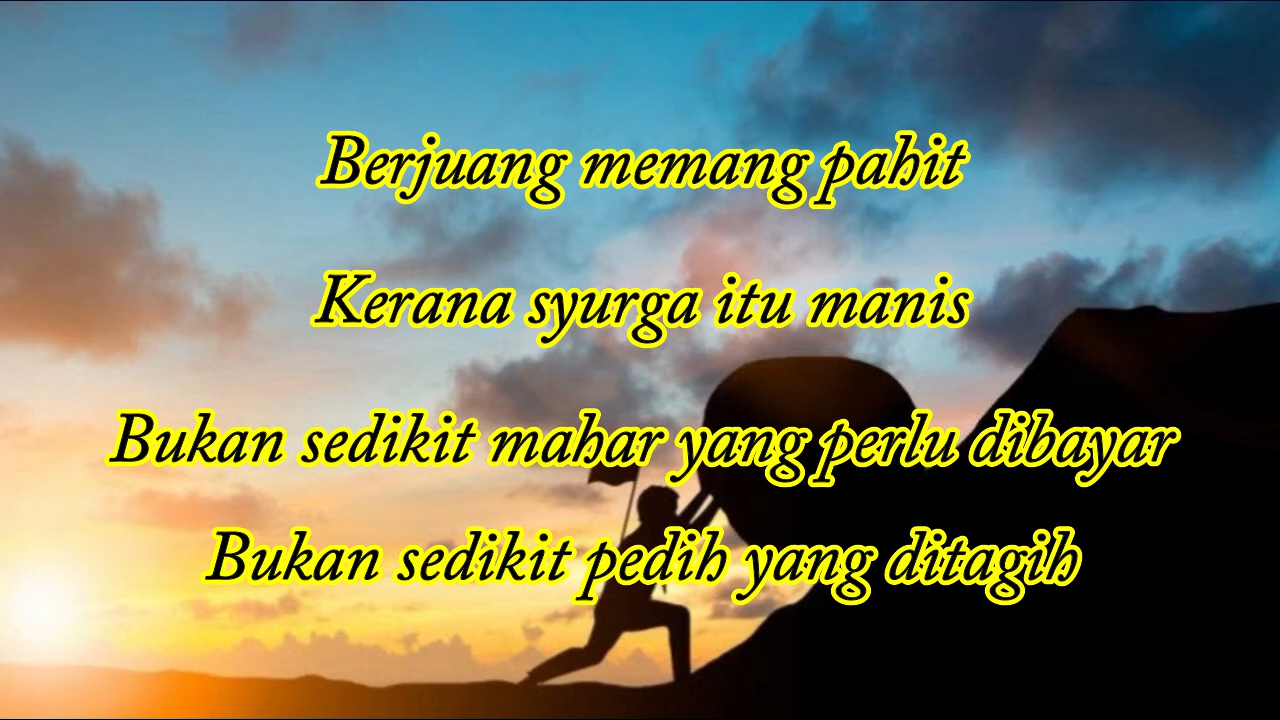 Berjuang memang pahit
Kerana syurga itu manis
Bukan sedikit mahar yang perlu dibayar
Bukan sedikit pedih yang ditagih